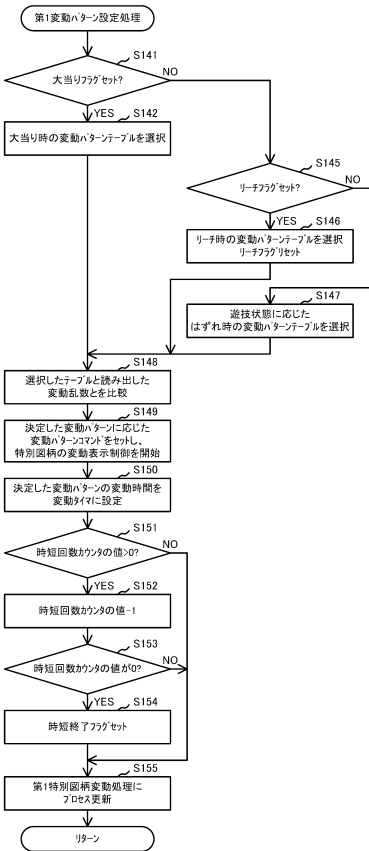 第1変動パターン設定処理
S141
大当りフラグセット?
NO
YES
S142
大当り時の変動パターンテーブルを選択
S145
リーチフラグセット?
NO
YES
S146
リーチ時の変動パターンテーブルを選択
リーチフラグリセット
S147
遊技状態に応じた
はずれ時の変動パターンテーブルを選択
S148
選択したテーブルと読み出した
変動乱数とを比較
S149
決定した変動パターンに応じた
変動パターンコマンドをセットし、
特別図柄の変動表示制御を開始
S150
決定した変動パターンの変動時間を
変動タイマに設定
S151
時短回数カウンタの値>0?
NO
YES
S152
時短回数カウンタの値-1
S153
時短回数カウンタの値が0?
NO
YES
S154
時短終了フラグセット
S155
第1特別図柄変動処理に
プロセス更新
リターン